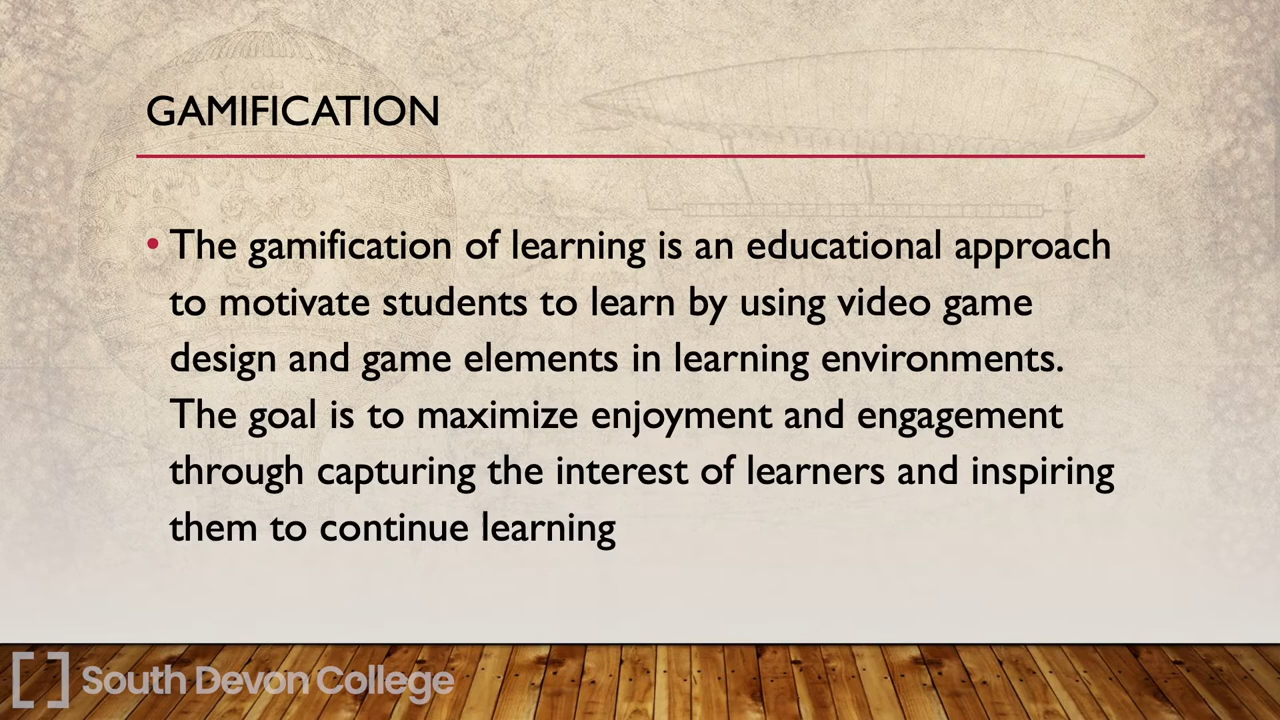 GAMIFICATION
• The gamification of learning is an educational approach
to motivate students to learn by using video game
design and game elements in learning environments.
The goal is to maximize enjoyment and engagement
through capturing the interest of learners and inspiring
them to continue learning
South Devon College